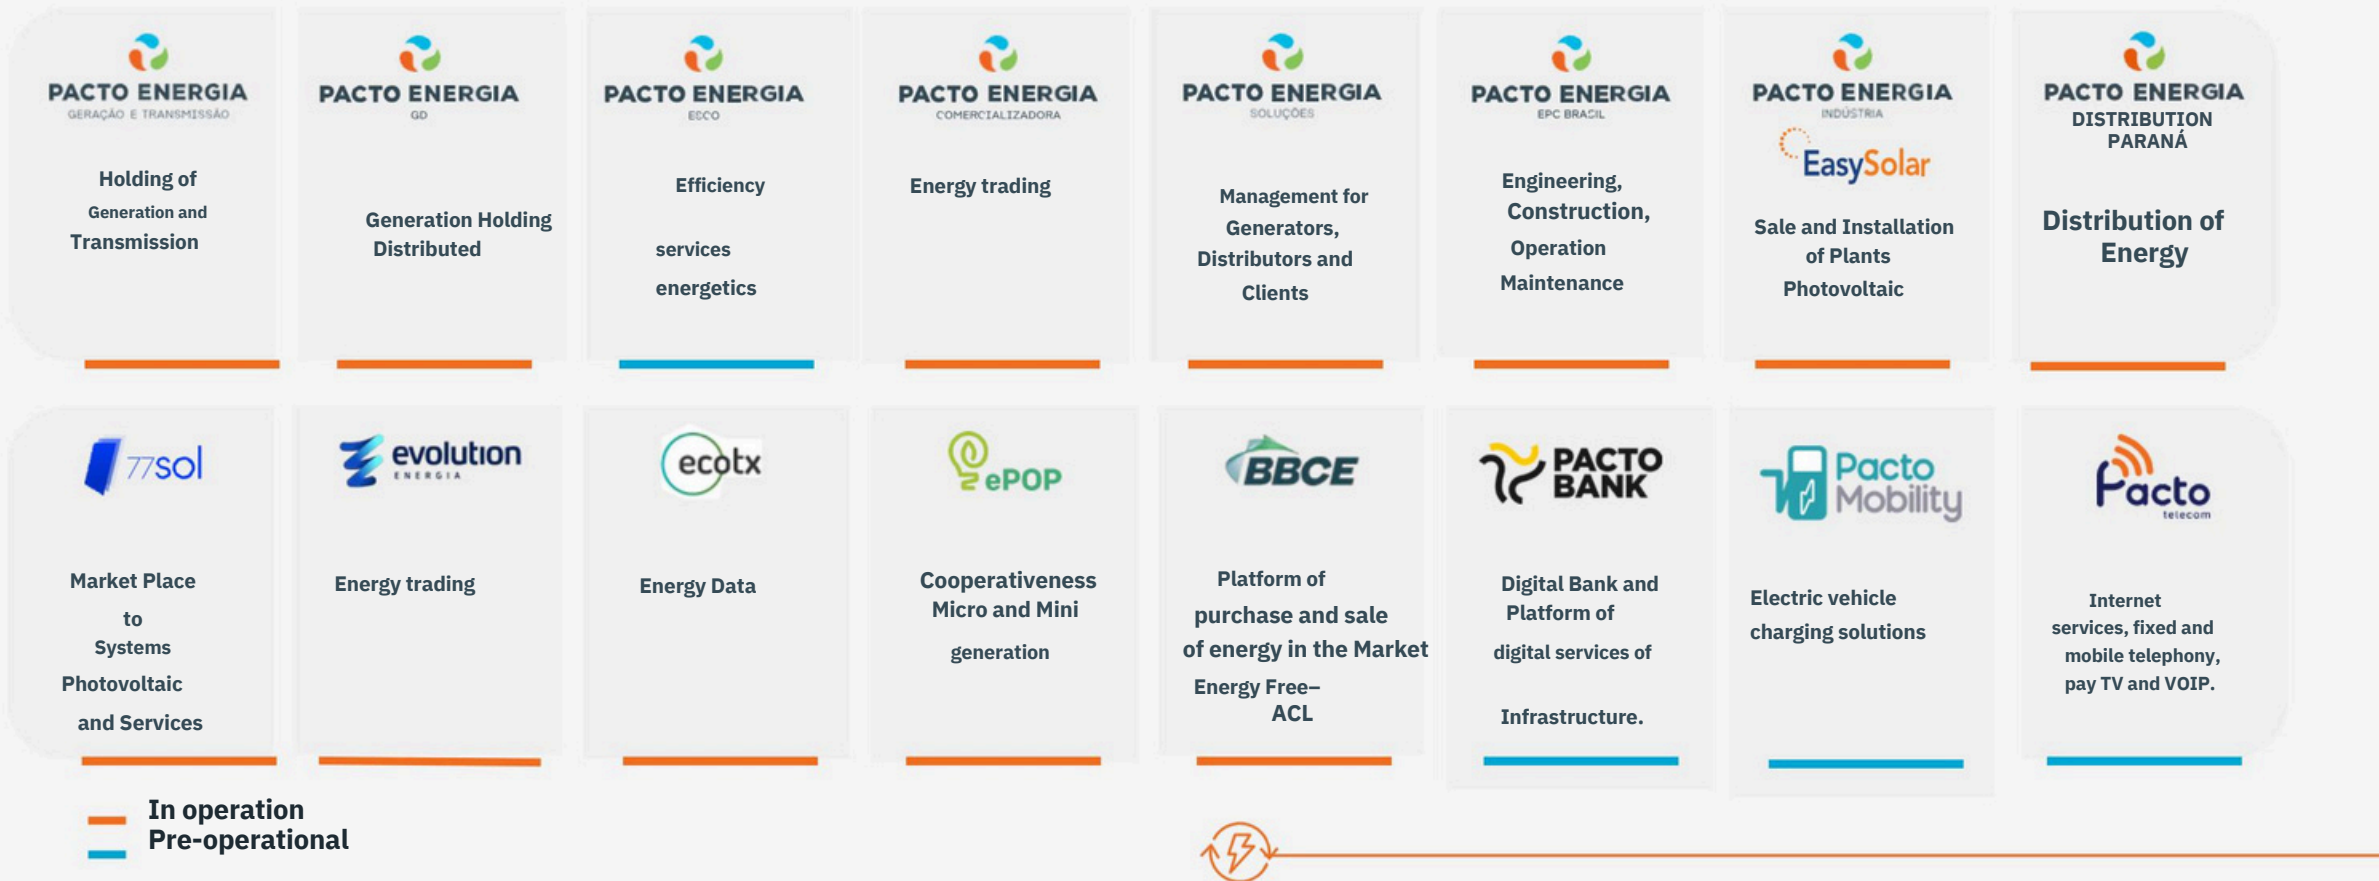 PACTO ENERGIA
GERAÇÃO E TRANSMISSÃO
Holding of
Generation and
Transmission
PACTO ENERGIA
GD
Generation Holding
Distributed
PACTO ENERGIA
ESCO
Efficiency
services
energetics
PACTO ENERGIA
COMERCIALIZADORA
Energy trading
PACTO ENERGIA
SOLUÇÕES
Management for
Generators,
Distributors and
Clients
PACTO ENERGIA
EPC BRASIL
Engineering,
Construction,
Operation
Maintenance
PACTO ENERGIA
INDÚSTRIA
EasySolar
Sale and Installation
of Plants
Photovoltaic
PACTO ENERGIA
DISTRIBUTION
PARANÁ
Distribution of
Energy
77sol
Market Place
to
Systems
Photovoltaic
and Services
evolution
ENERGIA
Energy trading
ecotx
Energy Data
ePOP
Cooperativeness
Micro and Mini
generation
BBCE
Platform of
purchase and sale
of energy in the Market
Energy Free–
ACL
PACTO
BANK
Digital Bank and
Platform of
digital services of
Infrastructure.
Pacto
Mobility
Electric vehicle
charging solutions
Pacto
telecom
Internet
services, fixed and
mobile telephony,
pay TV and VOIP.
In operation
Pre-operational